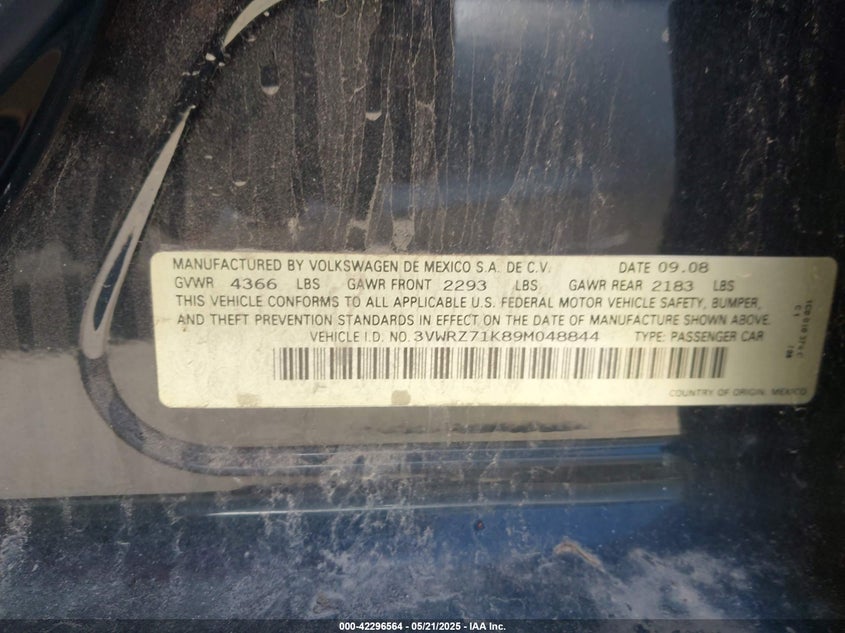 MANUFACTURED BY VOLKSWAGEN DE MEXICO S.A. DE C.V. DATE 09.08
GVWR 4366 LBS GAWR FRONT 2293 LBS GAWR REAR 2183 LBS
THIS VEHICLE CONFORMS TO ALL APPLICABLE U.S. FEDERAL MOTOR VEHICLE SAFETY, BUMPER,
AND THEFT PREVENTION STANDARDS IN EFFECT ON THE DATE OF MANUFACTURE SHOWN ABOVE.
VEHICLE I.D. NO. 3VWRZ71K89M048844 TYPE: PASSENGER CAR
COUNTRY OF ORIGIN, MEXICO
000-42296564 / 05/21/2025 - IAA Inc.